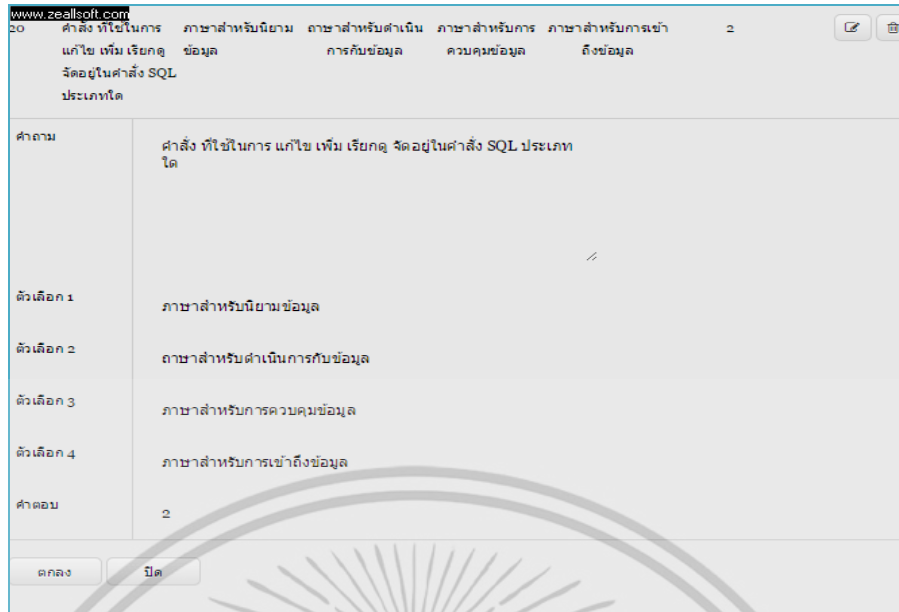 www.zeallsoft.com
20 คำสั่ง ที่ใช้ในการ ภาษาสำหรับนิยาม ถาษาสำหรับดำเนิน ภาษาสำหรับการ ภาษาสำหรับการเข้า 2
แก้ไข เพิ่ม เรียกดู ข้อมูล การกับข้อมูล ควบคุมข้อมูล ถึงข้อมูล
จัดอยู่ในคำสั่ง SQL
ประเภทใด
คำถาม
คำสั่ง ที่ใช้ในการ แก้ไข เพิ่ม เรียกดู จัดอยู่ในคำสั่ง SQL ประเภท
ใด
ตัวเลือก 1 ภาษาสำหรับนิยามข้อมูล
ตัวเลือก 2 ถาษาสำหรับดำเนินการกับข้อมูล
ตัวเลือก 3 ภาษาสำหรับการควบคุมข้อมูล
ตัวเลือก 4 ภาษาสำหรับการเข้าถึงข้อมูล
คำตอบ 2
ตกลง ปิด